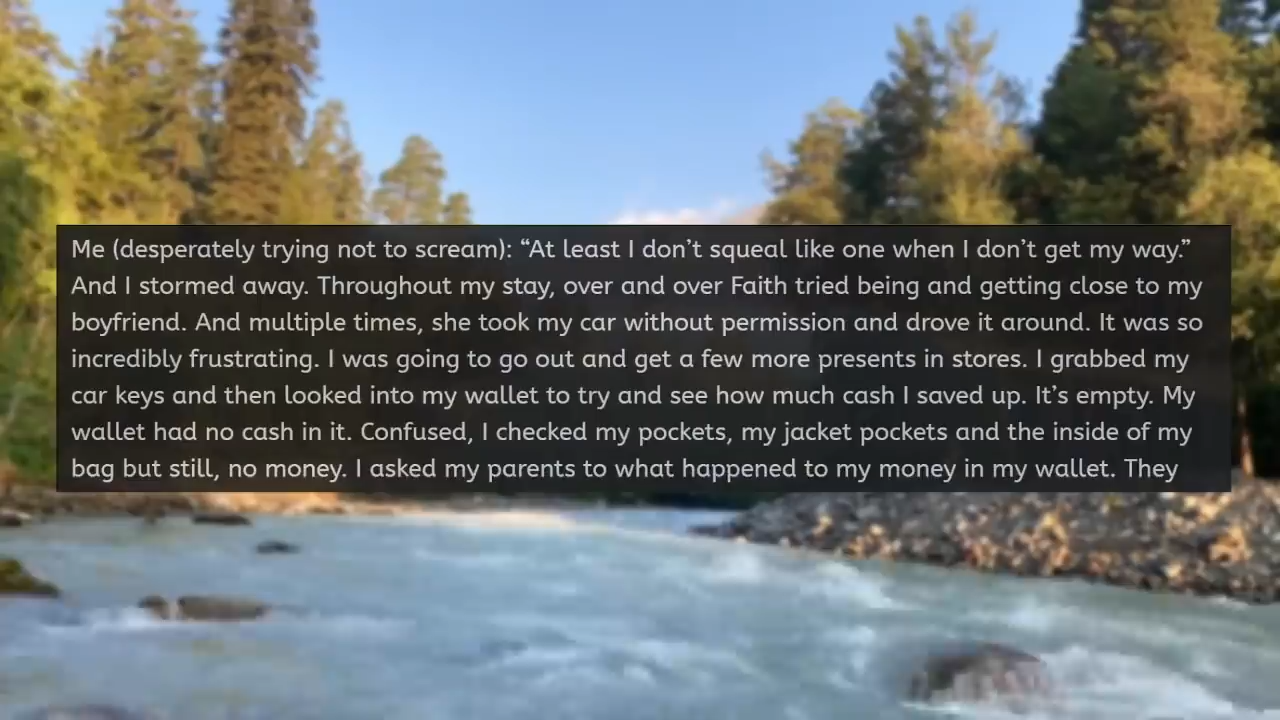 Me (desperately trying not to scream): “At least I don’t squeal like one when I don’t get my way.”
And I stormed away. Throughout my stay, over and over Faith tried being and getting close to my
boyfriend. And multiple times, she took my car without permission and drove it around. It was so
incredibly frustrating. I was going to go out and get a few more presents in stores. I grabbed my
car keys and then looked into my wallet to try and see how much cash I saved up. It’s empty. My
wallet had no cash in it. Confused, I checked my pockets, my jacket pockets and the inside of my
bag but still, no money. I asked my parents to what happened to my money in my wallet. They